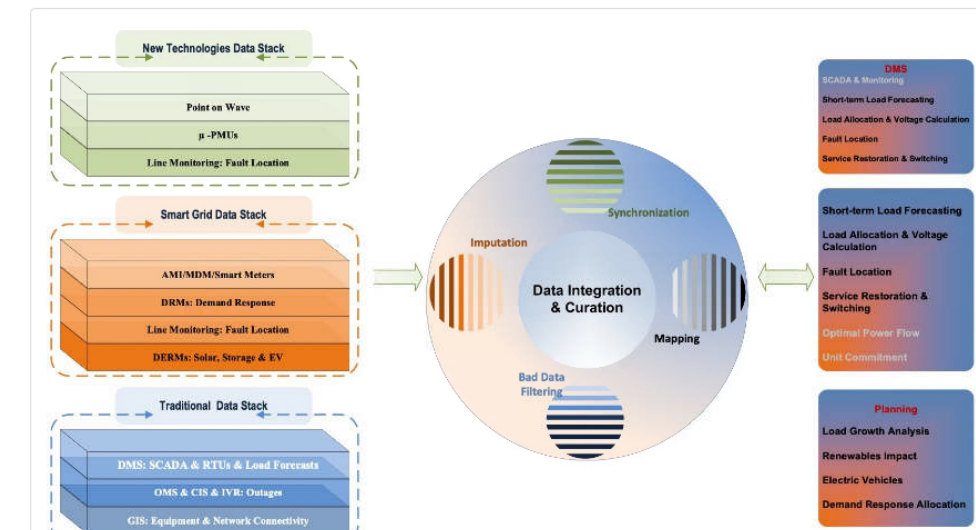 New Technologies Data Stack
Point on Wave
µ -PMUs
Line Monitoring: Fault Location
Smart Grid Data Stack
AMI/MDM/Smart Meters
DRMs: Demand Response
Line Monitoring: Fault Location
DERMs: Solar, Storage & EV
Traditional Data Stack
DMS: SCADA & RTUs & Load Forecasts
OMS & CIS & IVR: Outages
GIS: Equipment & Network Connectivity
Synchronization
Imputation
Data Integration
& Curation
Mapping
Bad Data
Filtering
DMS
SCADA & Monitoring
Short-term Load Forecasting
Load Allocation & Voltage Calculation
Fault Location
Service Restoration & Switching
Short-term Load Forecasting
Load Allocation & Voltage
Calculation
Fault Location
Service Restoration &
Switching
Optimal Power Flow
Unit Commitment
Planning
Load Growth Analysis
Renewables Impact
Electric Vehicles
Demand Response Allocation